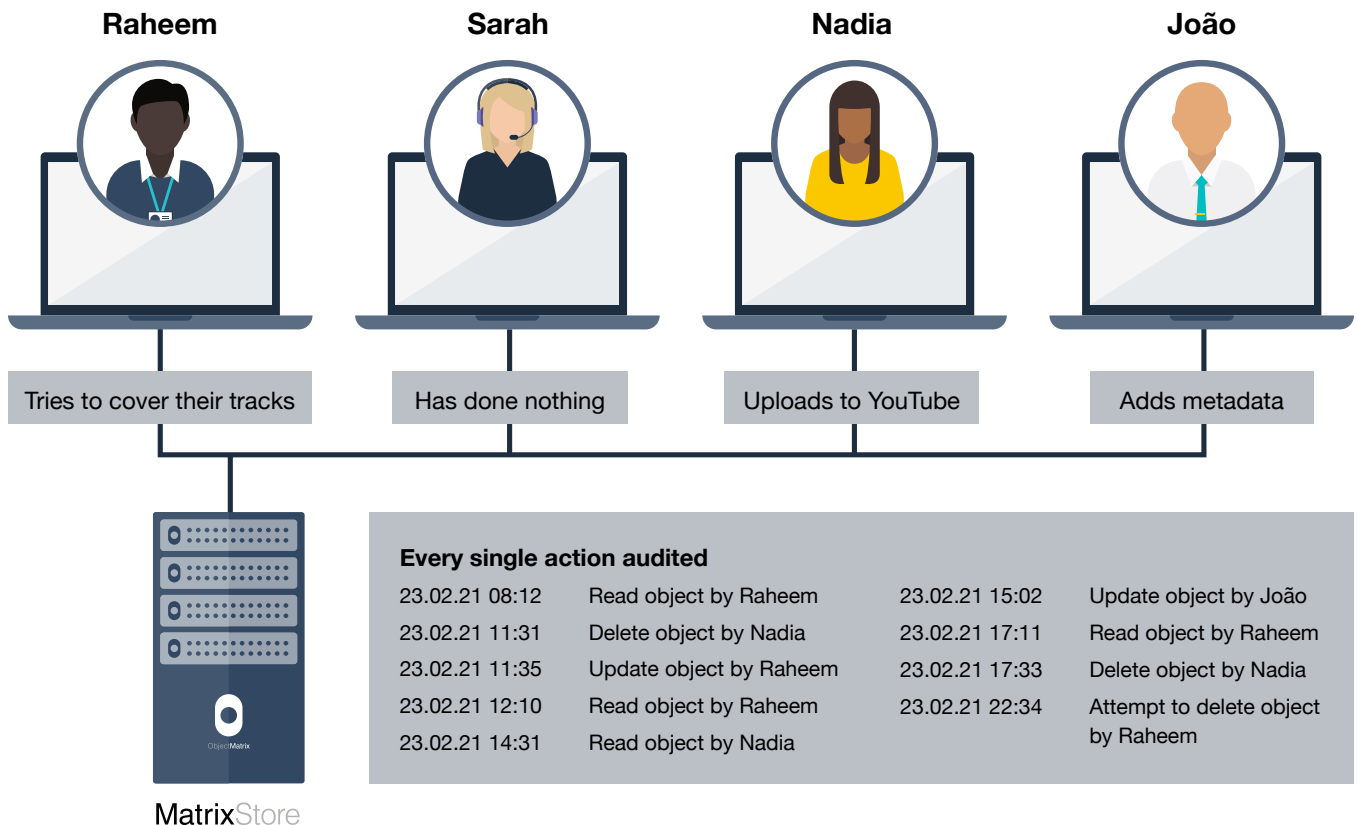 Raheem
Sarah
Nadia
João
Tries to cover their tracks
Has done nothing
Uploads to YouTube
Adds metadata
ObjectMatrix
MatrixStore
Every single action audited
23.02.21 08:12 Read object by Raheem
23.02.21 11:31 Delete object by Nadia
23.02.21 11:35 Update object by Raheem
23.02.21 12:10 Read object by Raheem
23.02.21 14:31 Read object by Nadia
23.02.21 15:02 Update object by João
23.02.21 17:11 Read object by Raheem
23.02.21 17:33 Delete object by Nadia
23.02.21 22:34 Attempt to delete object
by Raheem